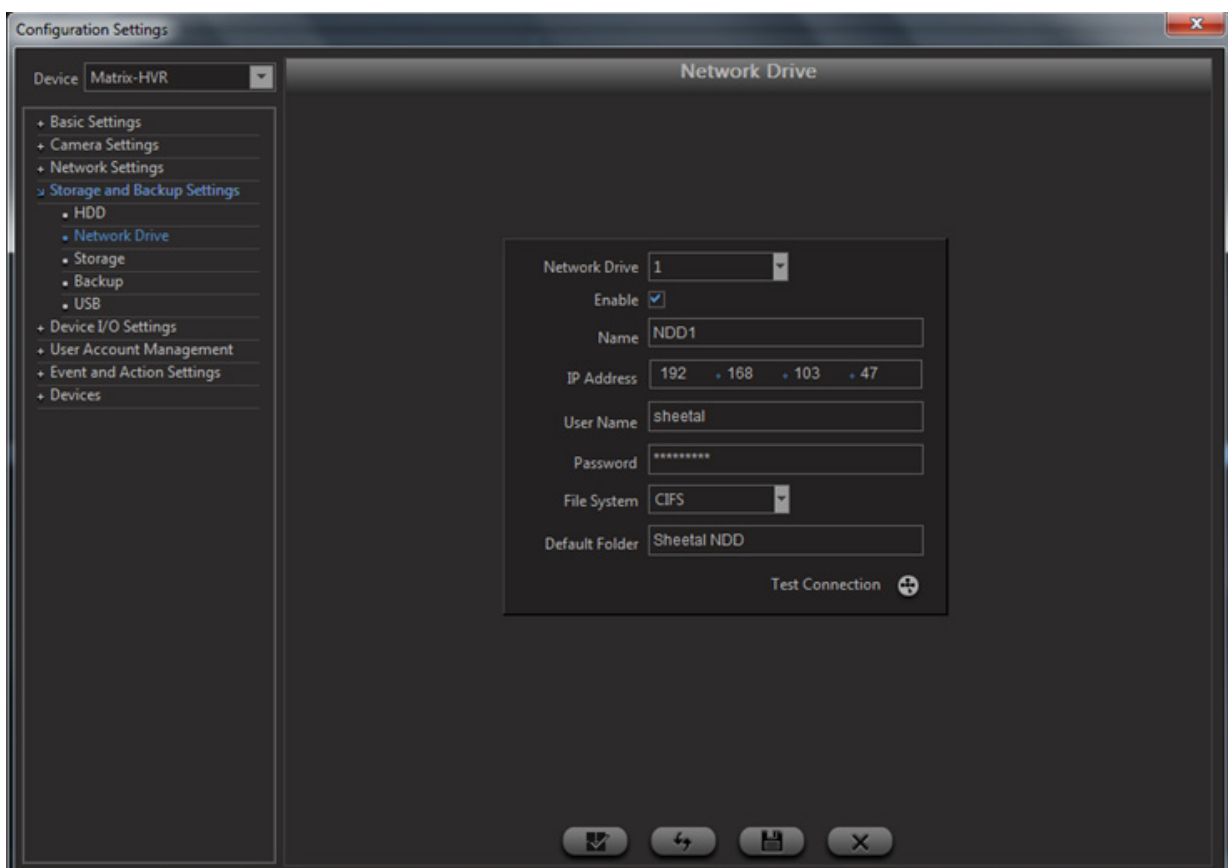 Configuration Settings
Device Matrix-HVR
Network Drive
+ Basic Settings
+ Camera Settings
+ Network Settings
Storage and Backup Settings
• HDD
• Network Drive
• Storage
• Backup
• USB
+ Device I/O Settings
+ User Account Management
+ Event and Action Settings
+ Devices
Network Drive 1
Enable
Name NDD1
IP Address 192 . 168 . 103 . 47
User Name sheetal
Password *********
File System CIFS
Default Folder Sheetal NDD
Test Connection